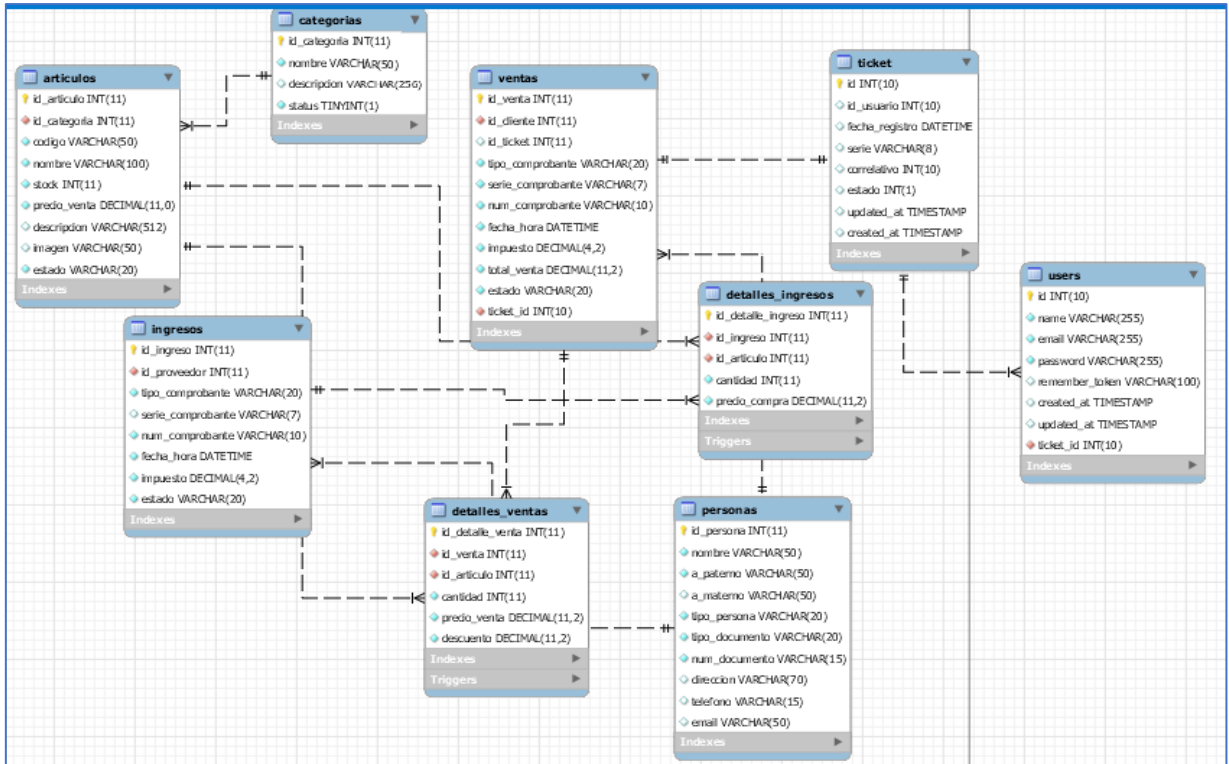 categorias
id_categoria INT(11)
nombre VARCHAR(50)
descripcion VARCHAR(256)
status TINYINT(1)
Indexes
articulos
id_articulo INT(11)
id_categoria INT(11)
codigo VARCHAR(50)
nombre VARCHAR(100)
stock INT(11)
precio_venta DECIMAL(11,0)
descripcion VARCHAR(512)
imagen VARCHAR(50)
estado VARCHAR(20)
Indexes
ventas
id_venta INT(11)
id_cliente INT(11)
id_ticket INT(11)
tipo_comprobante VARCHAR(20)
serie_comprobante VARCHAR(7)
num_comprobante VARCHAR(10)
fecha_hora DATETIME
impuesto DECIMAL(4,2)
total_venta DECIMAL(11,2)
estado VARCHAR(20)
ticket_id INT(10)
Indexes
ticket
id INT(10)
id_usuario INT(10)
fecha_registro DATETIME
serie VARCHAR(8)
correlativo INT(10)
estado INT(1)
updated_at TIMESTAMP
created_at TIMESTAMP
Indexes
users
id INT(10)
name VARCHAR(255)
email VARCHAR(255)
password VARCHAR(255)
remember_token VARCHAR(100)
created_at TIMESTAMP
updated_at TIMESTAMP
ticket_id INT(10)
Indexes
detalles_ingresos
id_detalle_ingreso INT(11)
id_ingreso INT(11)
id_articulo INT(11)
cantidad INT(11)
precio_compra DECIMAL(11,2)
Indexes
Triggers
ingresos
id_ingreso INT(11)
id_proveedor INT(11)
tipo_comprobante VARCHAR(20)
serie_comprobante VARCHAR(7)
num_comprobante VARCHAR(10)
fecha_hora DATETIME
impuesto DECIMAL(4,2)
estado VARCHAR(20)
Indexes
detalles_ventas
id_detalle_venta INT(11)
id_venta INT(11)
id_articulo INT(11)
cantidad INT(11)
precio_venta DECIMAL(11,2)
descuento DECIMAL(11,2)
Indexes
Triggers
personas
id_persona INT(11)
nombre VARCHAR(50)
a_paterno VARCHAR(50)
a_materno VARCHAR(50)
tipo_persona VARCHAR(20)
tipo_documento VARCHAR(20)
num_documento VARCHAR(15)
direccion VARCHAR(70)
telefono VARCHAR(15)
email VARCHAR(50)
Indexes